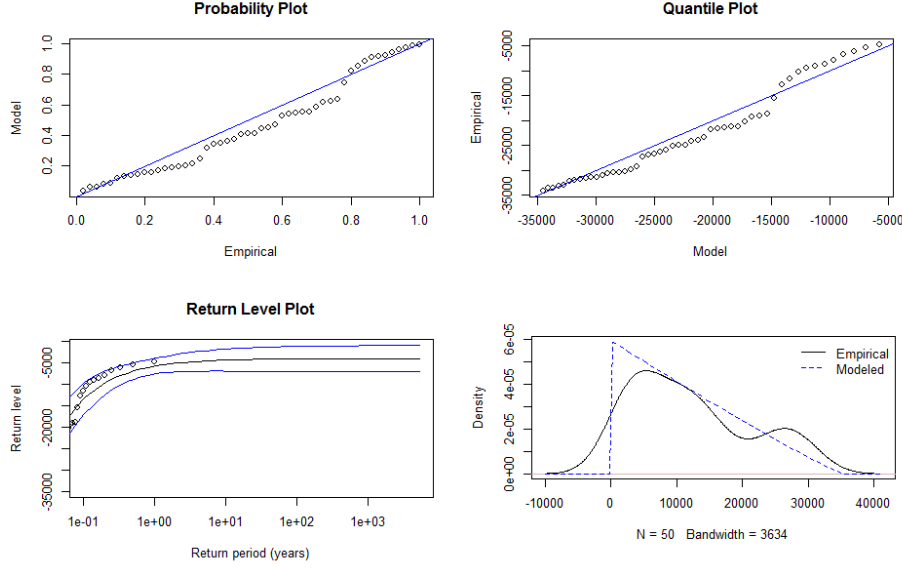 Probability Plot
Model
0.2 0.4 0.6 0.8 1.0
0.0 0.2 0.4 0.6 0.8 1.0
Empirical
Quantile Plot
Empirical
-35000 -25000 -15000 -5000
-35000 -30000 -25000 -20000 -15000 -10000 -5000
Model
Return Level Plot
Return level
-35000 -20000 -5000
1e-01 1e+00 1e+01 1e+02 1e+03
Return period (years)
Density
0e+00 2e-05 4e-05 6e-05
Empirical
Modeled
-10000 0 10000 20000 30000 40000
N = 50 Bandwidth = 3634